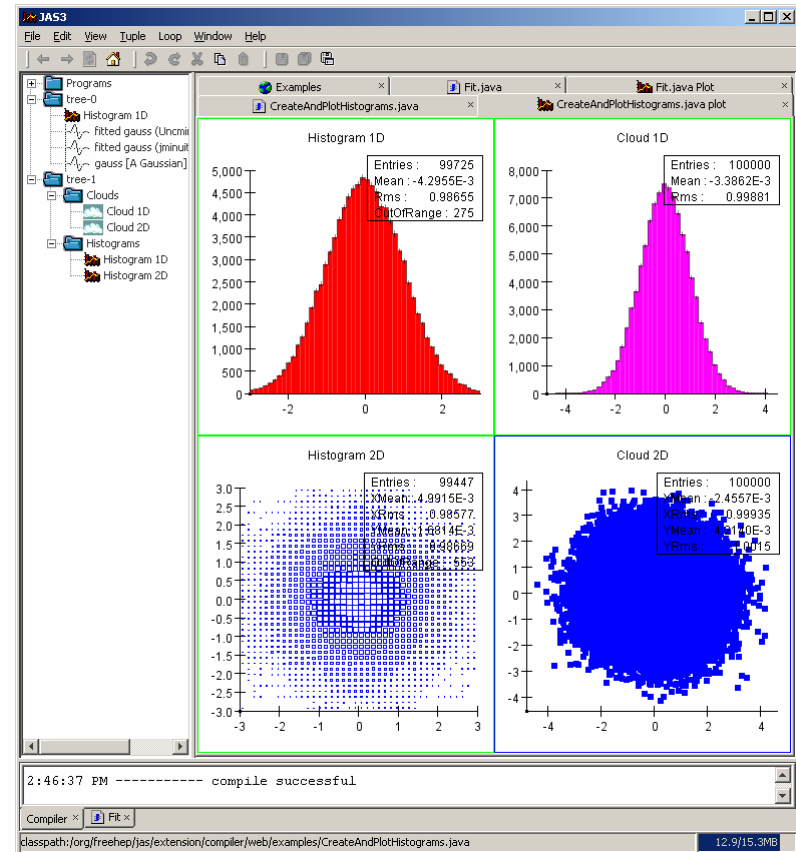 JAS3
File Edit View Tuple Loop Window Help
Programs
tree-0
Histogram 1D
fitted gauss (Uncmi
fitted gauss (jminuit
gauss [A Gaussian]
tree-1
Clouds
Cloud 1D
Cloud 2D
Histograms
Histogram 1D
Histogram 2D
Examples × Fit.java × Fit.java Plot ×
CreateAndPlotHistograms.java × CreateAndPlotHistograms.java plot ×
Histogram 1D
Entries : 99725
Mean : -4.2955E-3
Rms : 0.98655
OutOfRange : 275
5,000
4,500
4,000
3,500
3,000
2,500
2,000
1,500
1,000
500
0
-2 0 2
Cloud 1D
Entries : 100000
Mean : -3.3862E-3
Rms : 0.99881
8,000
7,000
6,000
5,000
4,000
3,000
2,000
1,000
0
-4 -2 0 2 4
Histogram 2D
Entries : 99447
XMean : 4.9915E-3
XRms : 0.98577
YMean : 1.6814E-3
YRms :
OutOfRange : 553
3.0
2.5
2.0
1.5
1.0
0.5
0.0
-0.5
-1.0
-1.5
-2.0
-2.5
-3.0
-3 -2 -1 0 1 2 3
Cloud 2D
Entries : 100000
XMean : -2.4557E-3
XRms : 0.99935
YMean :
YRms :
4
3
2
1
0
-1
-2
-3
-4
-4 -2 0 2 4
2:46:37 PM ----------- compile successful
Compiler × Fit ×
classpath:/org/freehep/jas/extension/compiler/web/examples/CreateAndPlotHistograms.java 12.9/15.3MB